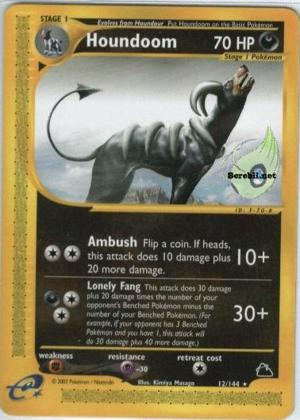 STAGE 1
Evolves from Houndour Put Houndoom on the Basic Pokémon
Houndoom 70 HP
Stage 1 Pokémon
Serebii.net
Ambush Flip a coin. If heads,
this attack does 10 damage plus
20 more damage.
10+
Lonely Fang This attack does 30 damage
plus 20 damage times the number of your
opponent's Benched Pokémon minus the
number of your Benched Pokémon.
(For example, if your opponent has 3 Benched
Pokémon and you have 1, this attack will
do 30 damage plus 40 more damage.)
30+
weakness resistance retreat cost
-30
e ©2003 Pokémon / Nintendo Illus. Kimiya Masago 12/144 ★